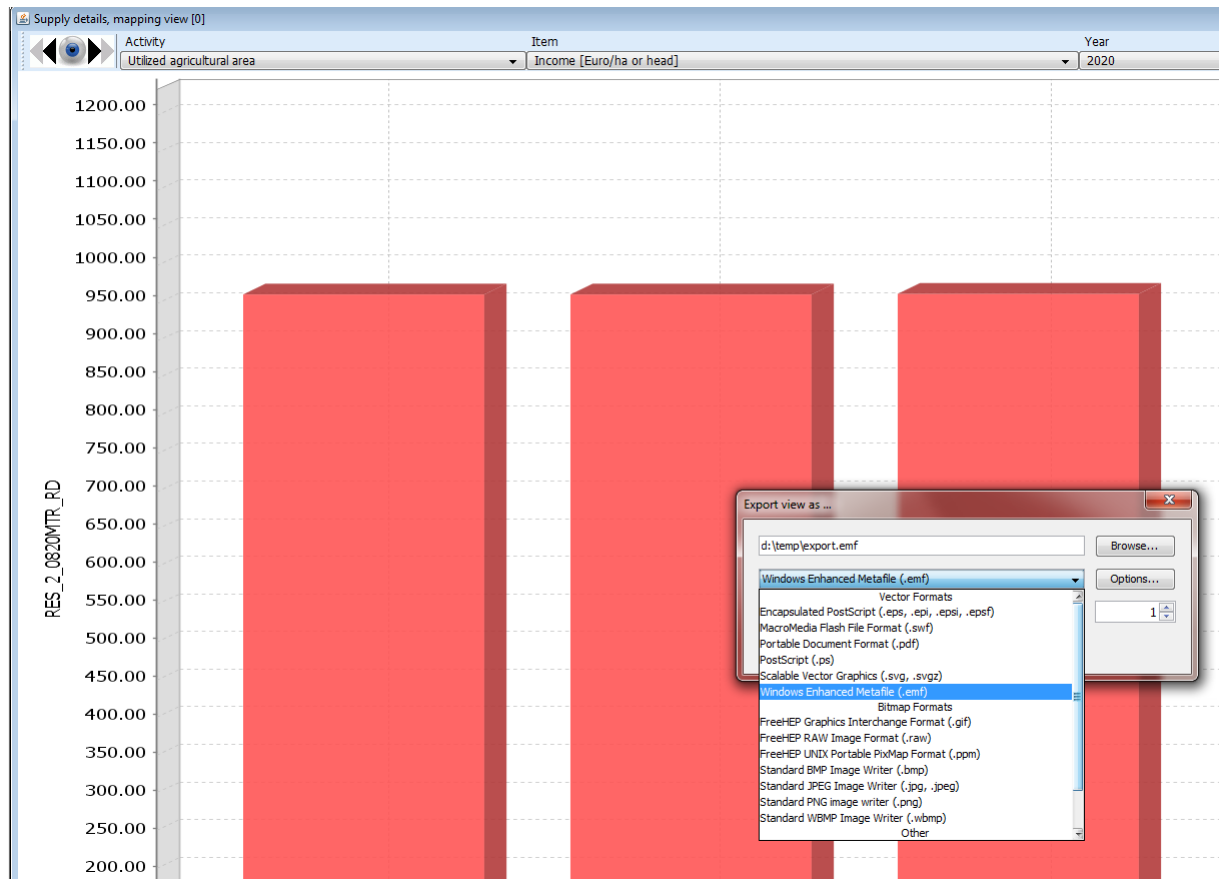 Supply details, mapping view [0]
Activity Item Year
Utilized agricultural area Income [Euro/ha or head] 2020
1200.00
1150.00
1100.00
1050.00
1000.00
950.00
900.00
850.00
800.00
750.00
700.00
650.00
600.00
550.00
500.00
450.00
400.00
350.00
300.00
250.00
200.00
RES_2_0820MTR_RD
Export view as ...
d:\temp\export.emf Browse...
Windows Enhanced Metafile (.emf) Options...
1
Vector Formats
Encapsulated PostScript (.eps, .epi, .epsi, .epsf)
MacroMedia Flash File Format (.swf)
Portable Document Format (.pdf)
PostScript (.ps)
Scalable Vector Graphics (.svg, .svgz)
Windows Enhanced Metafile (.emf)
Bitmap Formats
FreeHEP Graphics Interchange Format (.gif)
FreeHEP RAW Image Format (.raw)
FreeHEP UNIX Portable PixMap Format (.ppm)
Standard BMP Image Writer (.bmp)
Standard JPEG Image Writer (.jpg, .jpeg)
Standard PNG image writer (.png)
Standard WBMP Image Writer (.wbmp)
Other